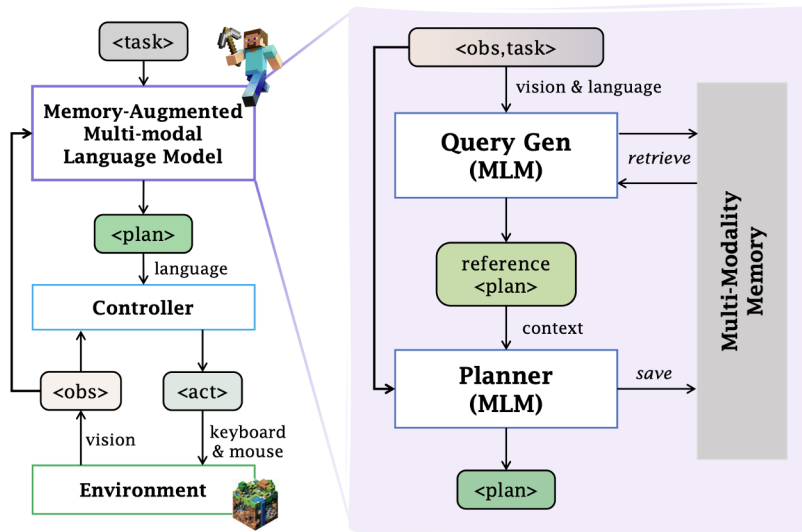 <task>
Memory-Augmented
Multi-modal
Language Model
<plan>
language
Controller
<obs>
<act>
vision
keyboard
& mouse
Environment
<obs,task>
vision & language
Query Gen
(MLM)
retrieve
reference
<plan>
context
Planner
(MLM)
save
<plan>
Multi-Modality
Memory